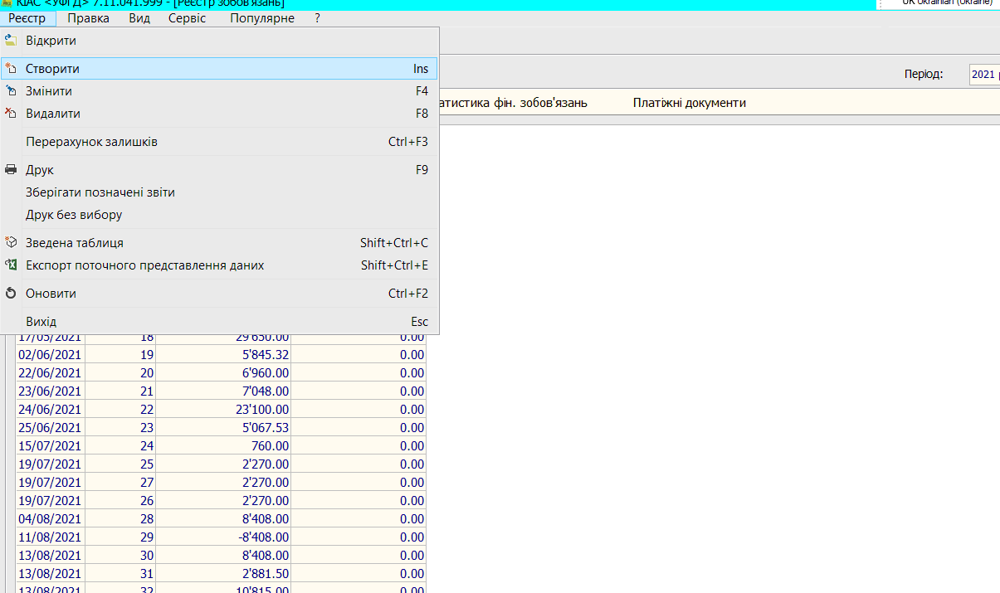 КІАС <УФГД> 7.11.041.999 - [Реєстр зобов'язань]
UK Ukrainian (Ukraine)
Реєстр Правка Вид Сервіс Популярне ?
Відкрити
Створити Ins
Змінити F4
Видалити F8
Перерахунок залишків Ctrl+F3
Друк F9
Зберігати позначені звіти
Друк без вибору
Зведена таблиця Shift+Ctrl+C
Експорт поточного представлення даних Shift+Ctrl+E
Оновити Ctrl+F2
Вихід Esc
Період: 2021
атистика фін. зобов'язань Платіжні документи
17/05/2021 18 29'650.00 0.00
02/06/2021 19 5'845.32 0.00
22/06/2021 20 6'960.00 0.00
23/06/2021 21 7'048.00 0.00
24/06/2021 22 23'100.00 0.00
25/06/2021 23 5'067.53 0.00
15/07/2021 24 760.00 0.00
19/07/2021 25 2'270.00 0.00
19/07/2021 27 2'270.00 0.00
19/07/2021 26 2'270.00 0.00
04/08/2021 28 8'408.00 0.00
11/08/2021 29 -8'408.00 0.00
13/08/2021 30 8'408.00 0.00
13/08/2021 31 2'881.50 0.00
13/08/2021 32 10'815.00 0.00